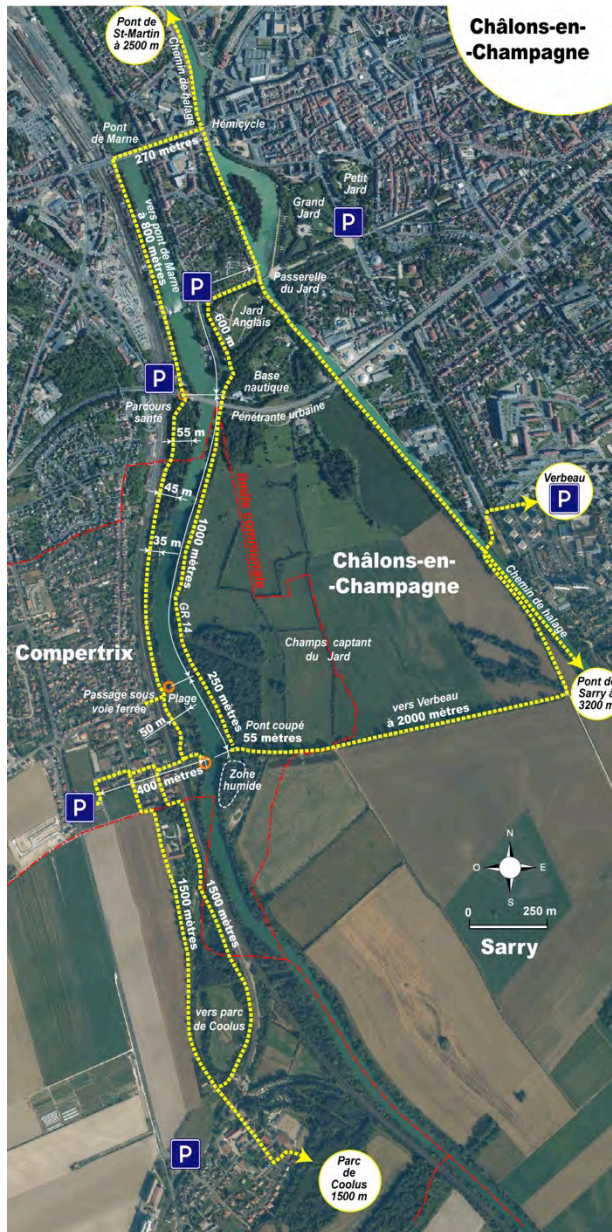 Châlons-en-
-Champagne
Pont de
St-Martin
à 2500 m
Chemin de halage
Pont
de Marne
Hémicycle
270 mètres
Petit
Jard
Grand
Jard
P
vers pont de Marne
à 800 mètres
Passerelle
du Jard
P
Jard
Anglais
600 m
P
Base
nautique
Parcours
santé
Pénétrante urbaine
55 m
limite communale
Verbeau
P
45 m
35 m
1000 mètres
Châlons-en-
-Champagne
Chemin de
halage
GR 14
Champs captant
du Jard
Compertrix
Passage sous
voie ferrée
Plage
250 mètres
Pont de
Sarry à
3200 m
vers Verbeau
à 2000 mètres
50 m
Pont coupé
55 mètres
400 mètres
Zone
humide
P
N
O
E
S
0
250 m
Sarry
1500 mètres
1500 mètres
vers parc
de Coolus
P
Parc
de
Coolus
1500 m